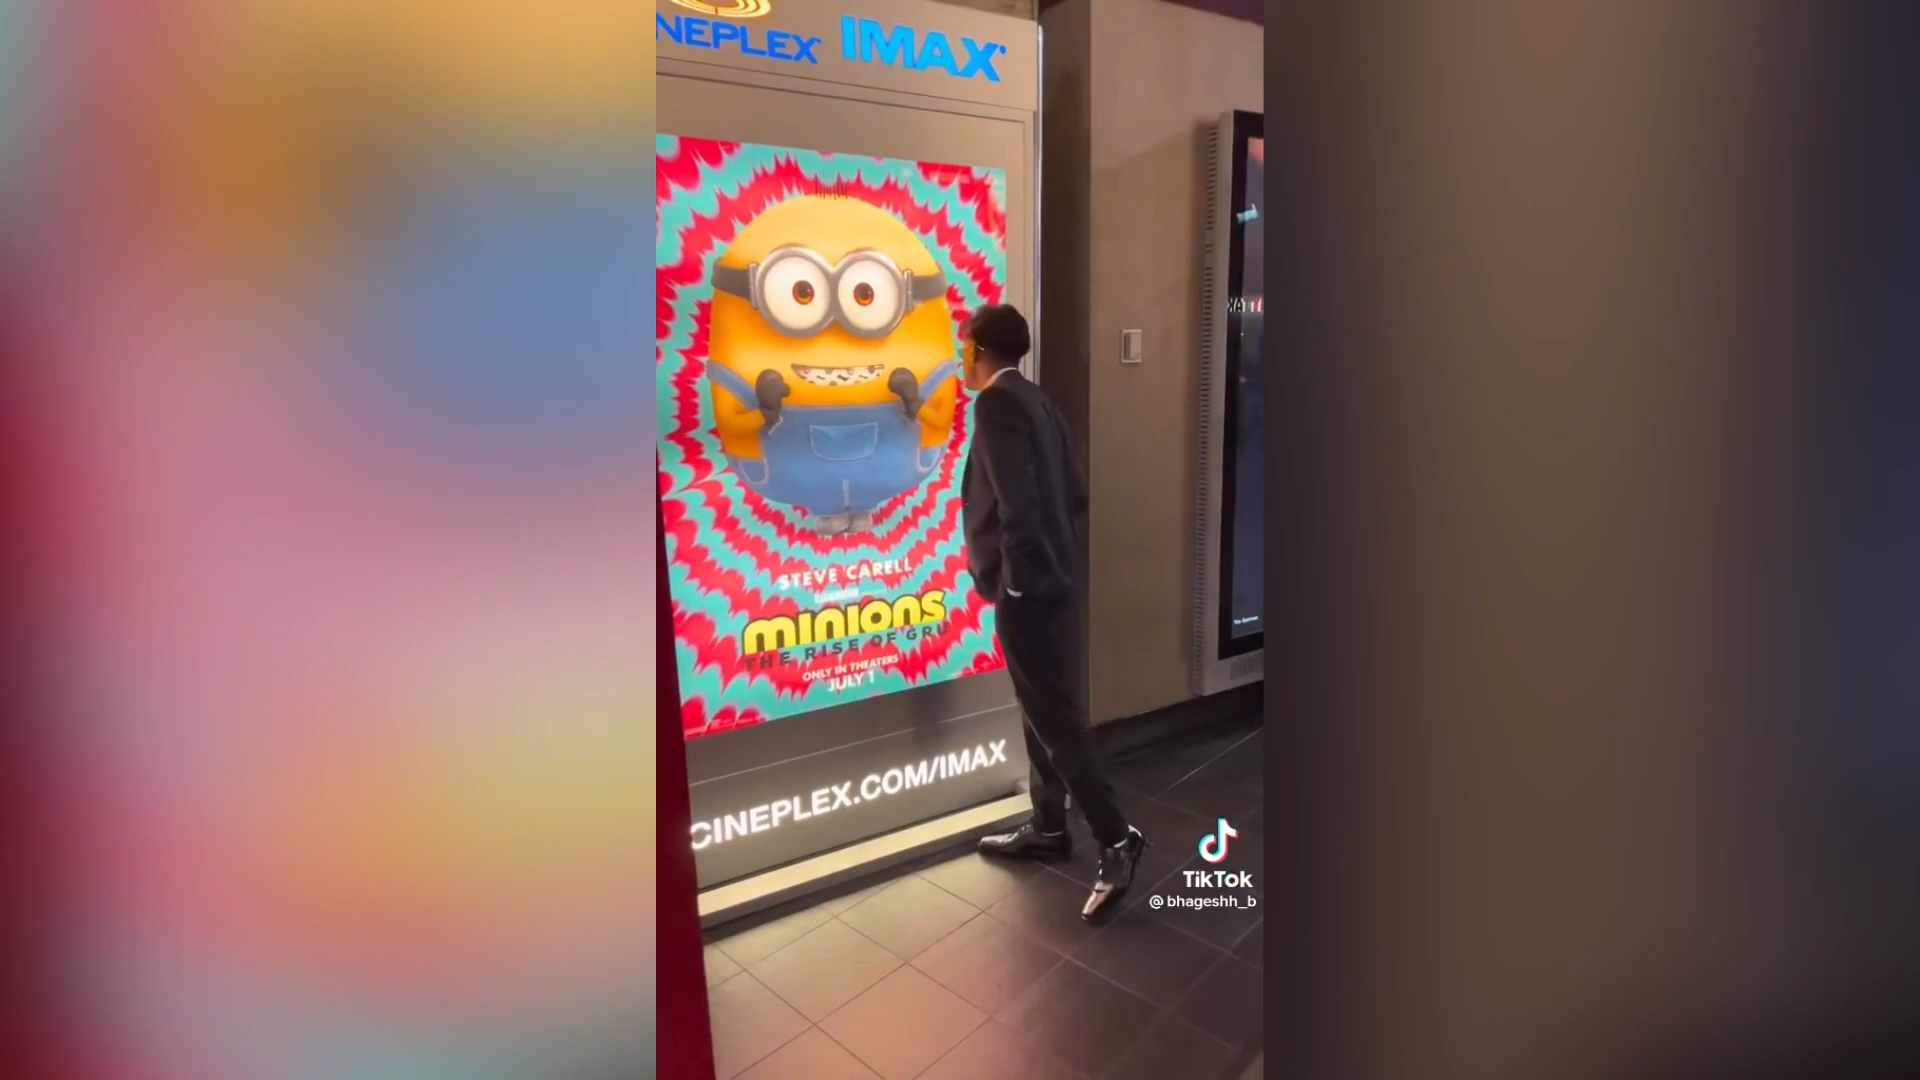 NEPLEX IMAX
STEVE CARELL
ILLUMINATION
minions
THE RISE OF GRU
ONLY IN THEATERS
JULY 1
CINEPLEX.COM/IMAX
TikTok
@bhageshh_b